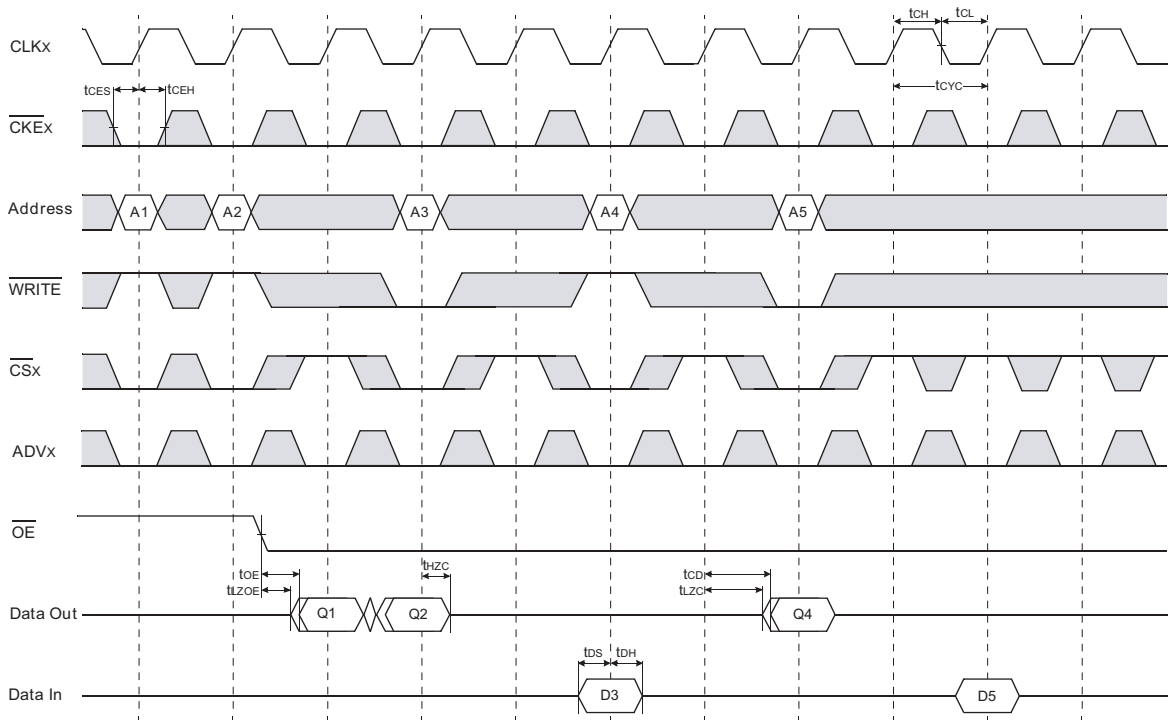 tCH tCL
CLKx
tCES tCEH tCYC
CKEx
Address A1 A2 A3 A4 A5
WRITE
CSx
ADVx
OE
tOE tHZC tCD
tLZOE tLZC
Data Out Q1 Q2 Q4
tDS tDH
Data In D3 D5